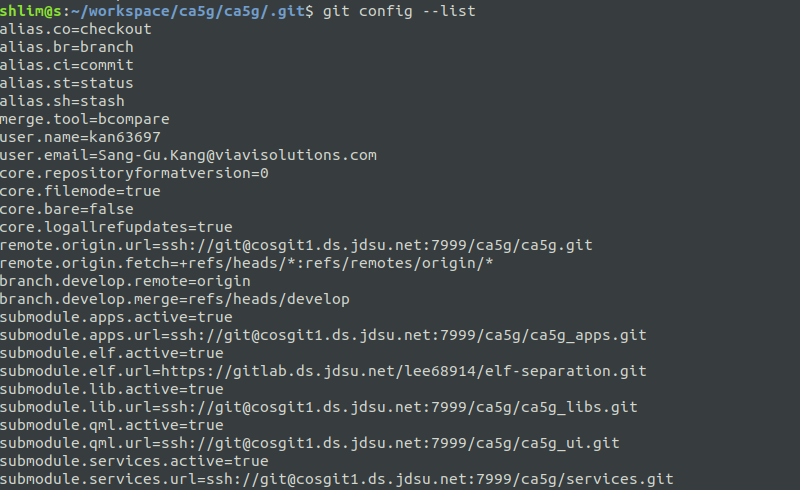 shlim@s:~/workspace/ca5g/ca5g/.git$ git config --list
alias.co=checkout
alias.br=branch
alias.ci=commit
alias.st=status
alias.sh=stash
merge.tool=bcompare
user.name=kan63697
user.email=Sang-Gu.Kang@viavisolutions.com
core.repositoryformatversion=0
core.filemode=true
core.bare=false
core.logallrefupdates=true
remote.origin.url=ssh://git@cosgit1.ds.jdsu.net:7999/ca5g/ca5g.git
remote.origin.fetch=+refs/heads/*:refs/remotes/origin/*
branch.develop.remote=origin
branch.develop.merge=refs/heads/develop
submodule.apps.active=true
submodule.apps.url=ssh://git@cosgit1.ds.jdsu.net:7999/ca5g/ca5g_apps.git
submodule.elf.active=true
submodule.elf.url=https://gitlab.ds.jdsu.net/lee68914/elf-separation.git
submodule.lib.active=true
submodule.lib.url=ssh://git@cosgit1.ds.jdsu.net:7999/ca5g/ca5g_libs.git
submodule.qml.active=true
submodule.qml.url=ssh://git@cosgit1.ds.jdsu.net:7999/ca5g/ca5g_ui.git
submodule.services.active=true
submodule.services.url=ssh://git@cosgit1.ds.jdsu.net:7999/ca5g/services.git